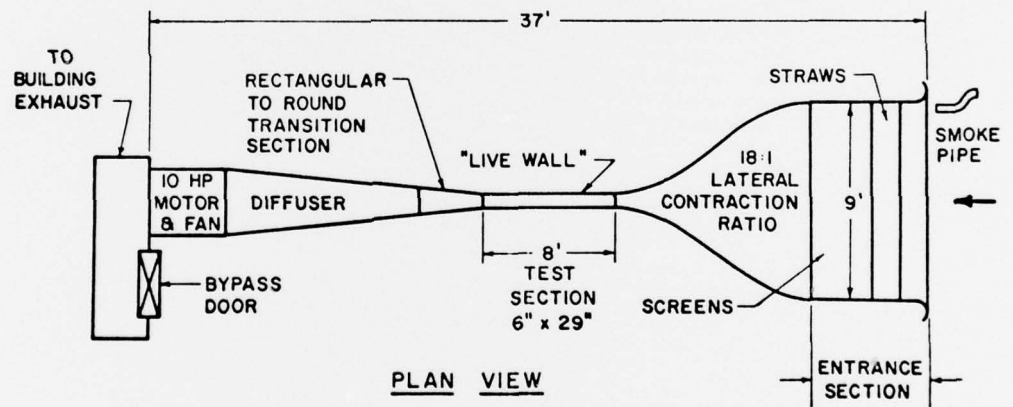 37'
TO
BUILDING
EXHAUST
RECTANGULAR
TO ROUND
TRANSITION
SECTION
STRAWS
SMOKE
PIPE
"LIVE WALL"
18:1
LATERAL
CONTRACTION
RATIO
9'
10 HP
MOTOR
& FAN
DIFFUSER
8'
TEST
SECTION
6" x 29"
BYPASS
DOOR
SCREENS
ENTRANCE
SECTION
PLAN VIEW